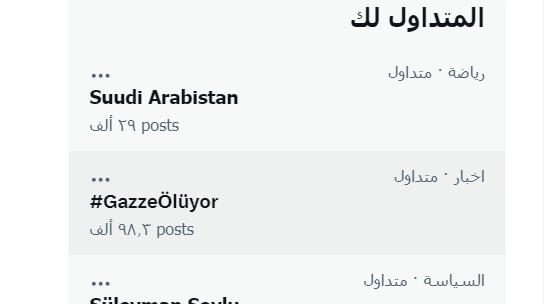 المتداول لك
رياضة · متداول
Suudi Arabistan
٢٩ ألف posts
اخبار · متداول
#GazzeÖlüyor
٩٨,٣ ألف posts
السياسة · متداول
Süleyman Soylu